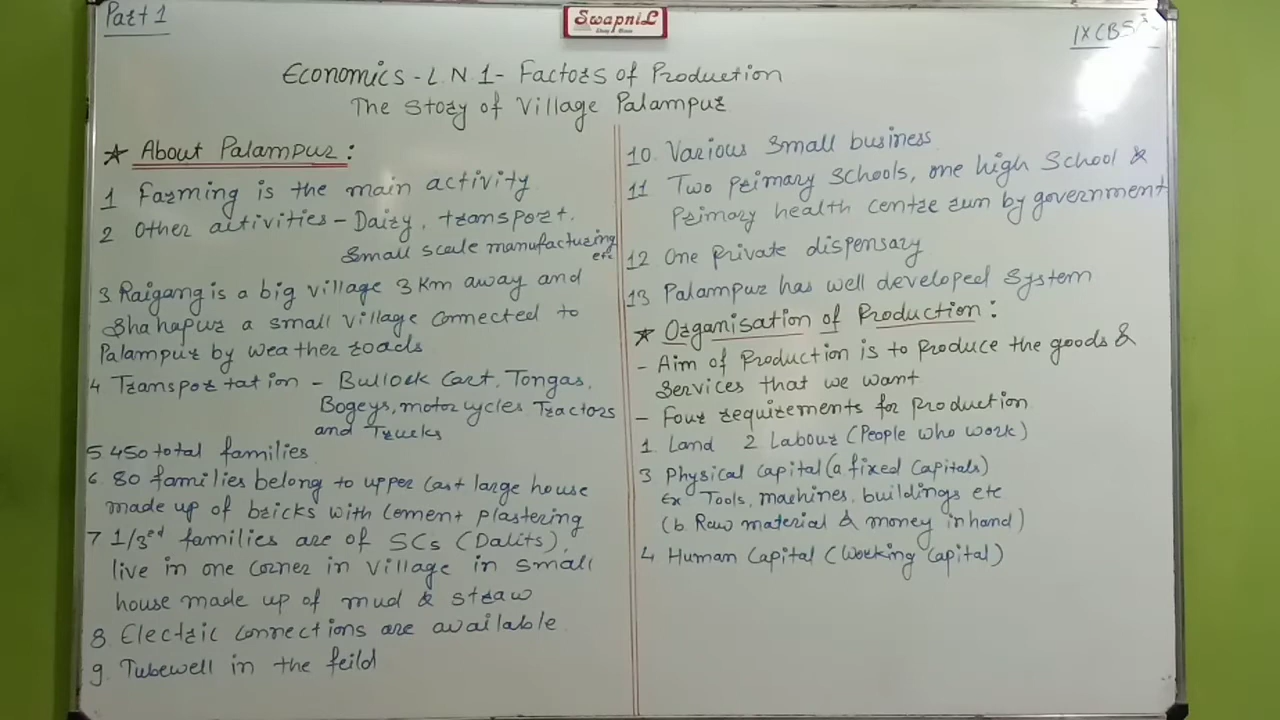 Part 1
SwapniL
IX CBSE
Economics - L.N.1 - Factors of Production
The Story of Village Palampur
★ About Palampur :
1 Farming is the main activity
2 Other activities - Dairy, transport,
Small scale manufacturing
etc
3 Raigang is a big village 3 km away and
Shahapur a small village connected to
Palampur by weather roads
4 Transportation - Bullock Cart, Tongas,
Bogeys, motorcycles Tractors
and Trucks
5 450 total families
6 80 families belong to upper cast large house
made up of bricks with cement plastering
7 1/3rd families are of SCs (Dalits),
live in one corner in village in small
house made up of mud & straw
8 Electric connections are available
9 Tubewell in the feild
10 Various small business
11 Two primary schools, one high School &
Primary health centre run by government
12 One private dispensary
13 Palampur has well developed System
★ Organisation of Production :
- Aim of Production is to produce the goods &
Services that we want
- Four requirements for production
1 Land 2 Labour (People who work)
3 Physical capital (a fixed capitals)
Ex Tools, machines, buildings etc
(b Raw material & money in hand)
4 Human Capital (Working Capital)